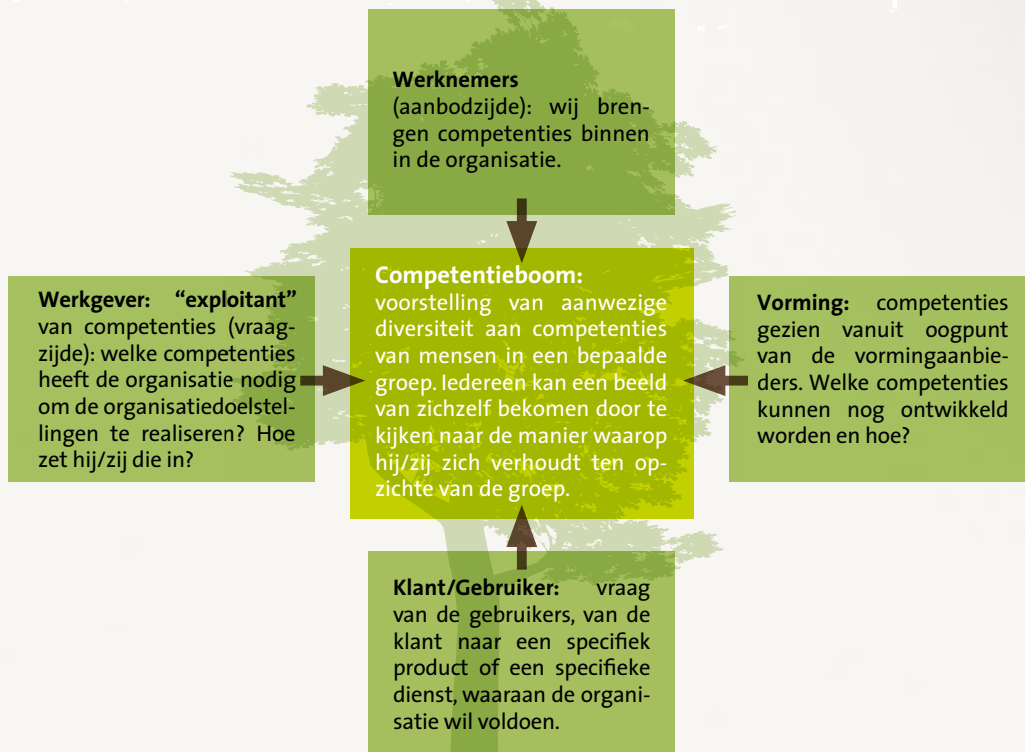 Werknemers
(aanbodzijde): wij bren-
gen competenties binnen
in de organisatie.
Werkgever: “exploitant”
van competenties (vraag-
zijde): welke competenties
heeft de organisatie nodig
om de organisatiedoelstel-
lingen te realiseren? Hoe
zet hij/zij die in?
Competentieboom:
voorstelling van aanwezige
diversiteit aan competenties
van mensen in een bepaalde
groep. Iedereen kan een beeld
van zichzelf bekomen door te
kijken naar de manier waarop
hij/zij zich verhoudt ten op-
zichte van de groep.
Vorming: competenties
gezien vanuit oogpunt
van de vormingaanbie-
ders. Welke competenties
kunnen nog ontwikkeld
worden en hoe?
Klant/Gebruiker: vraag
van de gebruikers, van de
klant naar een specifiek
product of een specifieke
dienst, waaraan de organi-
satie wil voldoen.